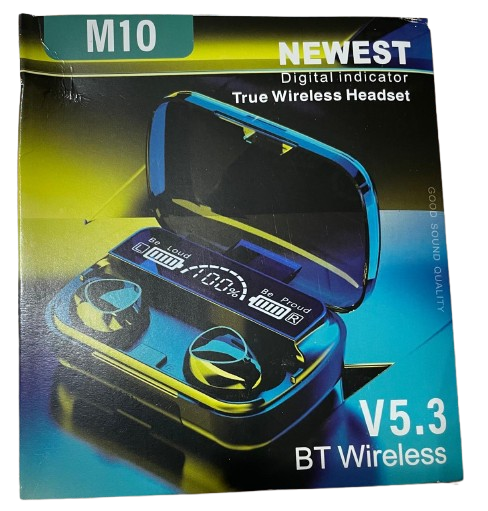 M10
NEWEST
Digital indicator
True Wireless Headset
GOOD SOUND QUALITY
Be Loud
L
100%
Be Proud
R
V5.3
BT Wireless